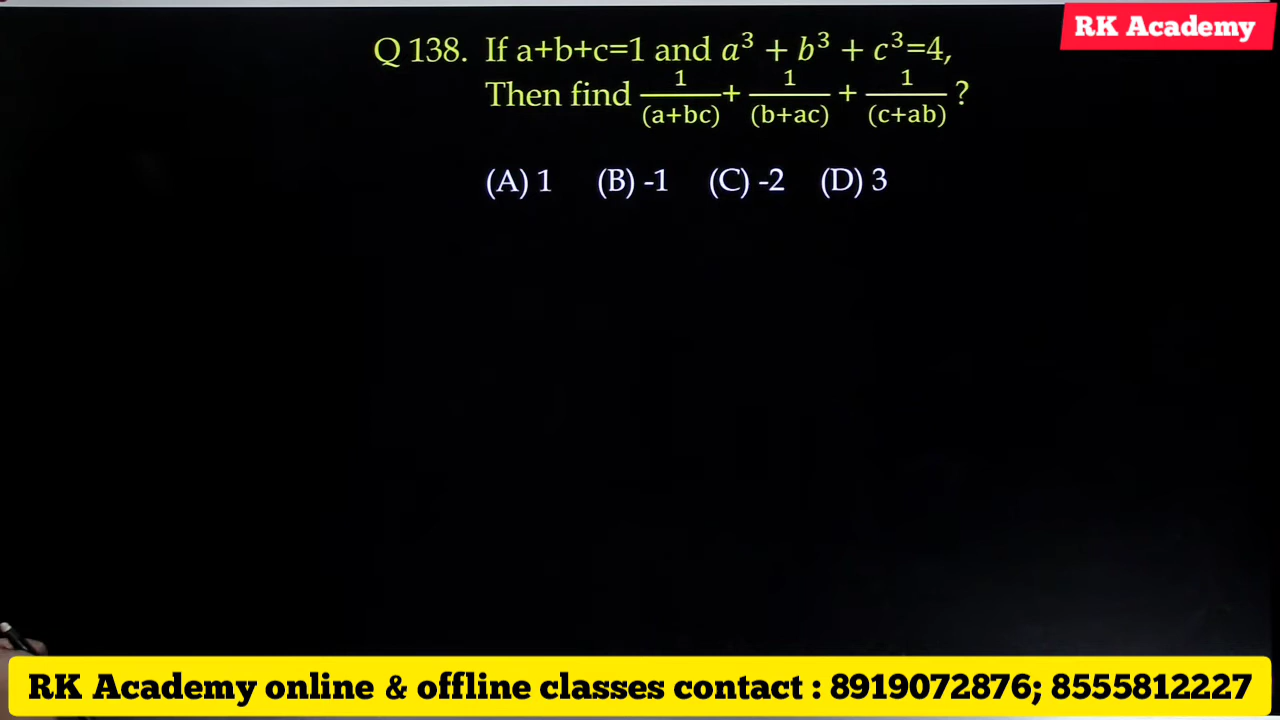 RK Academy
Q 138. If a+b+c=1 and a³ + b³ + c³=4,
Then find 1/(a+bc) + 1/(b+ac) + 1/(c+ab) ?
(A) 1 (B) -1 (C) -2 (D) 3
RK Academy online & offline classes contact : 8919072876; 8555812227